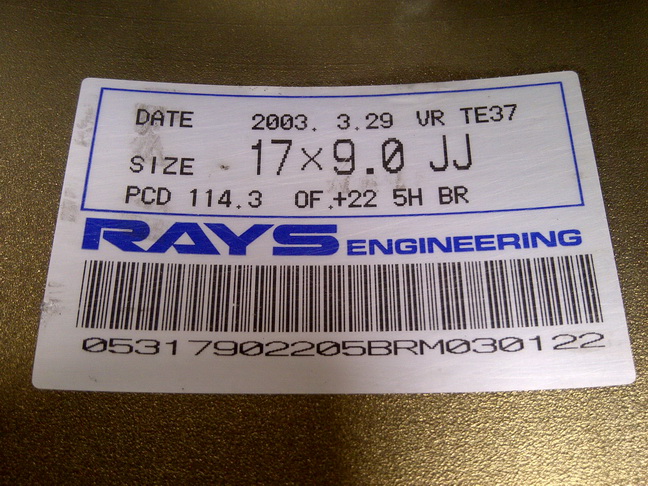 DATE 2003. 3.29 VR TE37
SIZE 17×9.0 JJ
PCD 114.3 OF.+22 5H BR
RAYS ENGINEERING
05317902205BRM030122